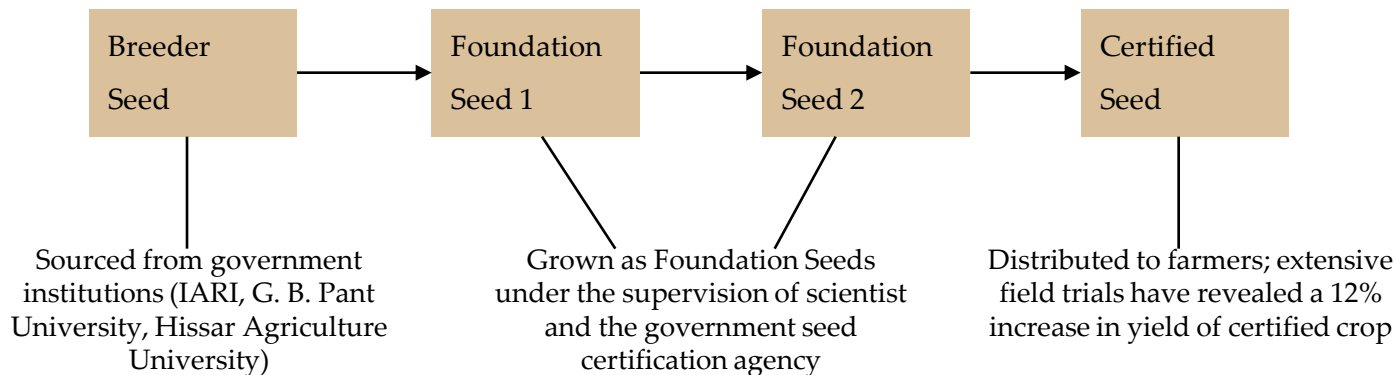 Breeder
Seed
Foundation
Seed 1
Foundation
Seed 2
Certified
Seed
Sourced from government
institutions (IARI, G. B. Pant
University, Hissar Agriculture
University)
Grown as Foundation Seeds
under the supervision of scientist
and the government seed
certification agency
Distributed to farmers; extensive
field trials have revealed a 12%
increase in yield of certified crop